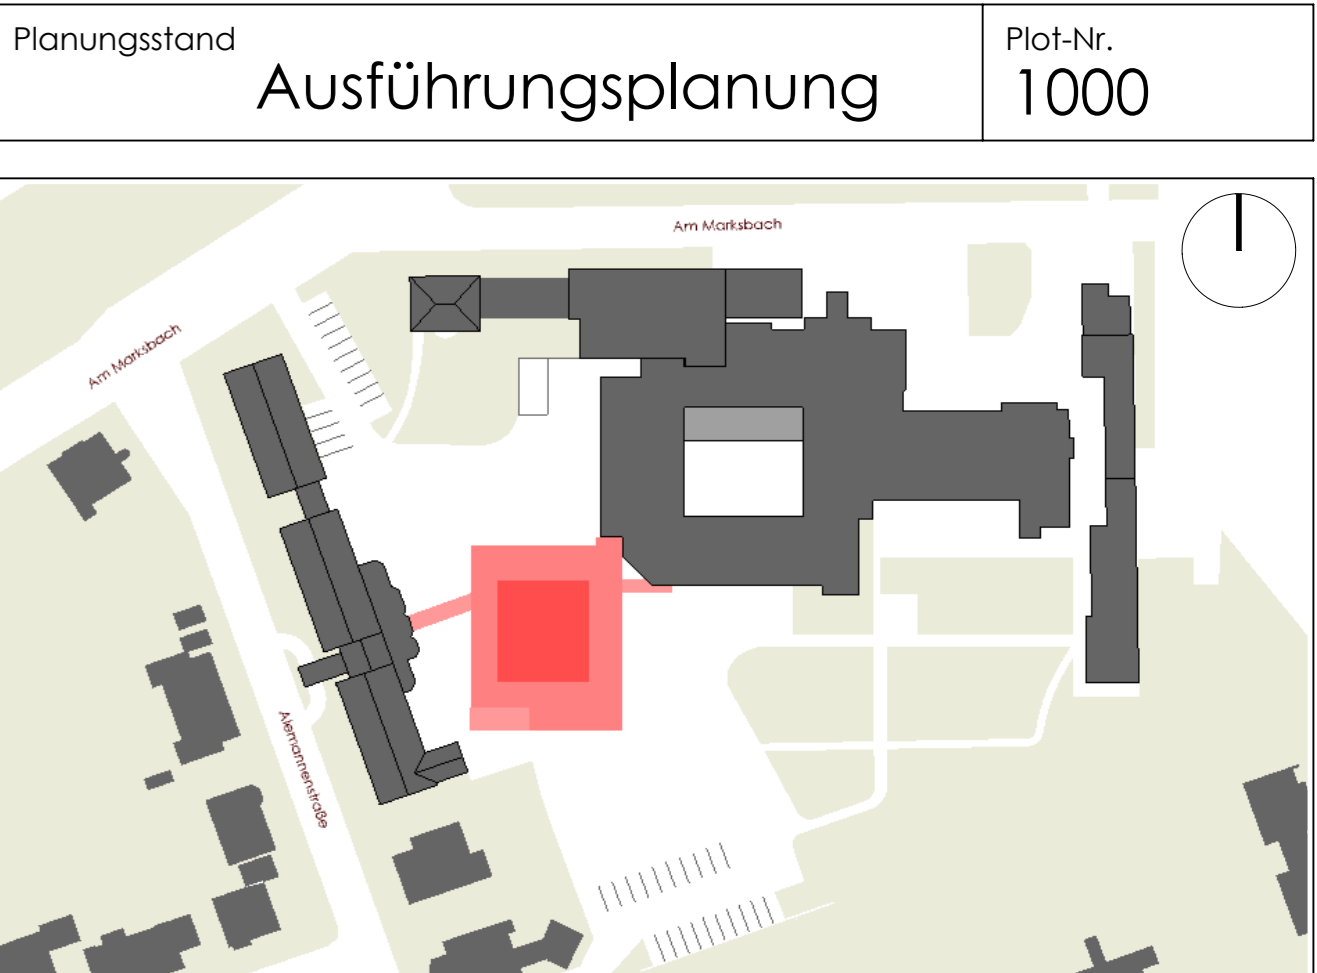 Planungsstand
Ausführungsplanung
Plot-Nr.
1000
Am Marksbach
Am Marksbach
Alemannenstraße